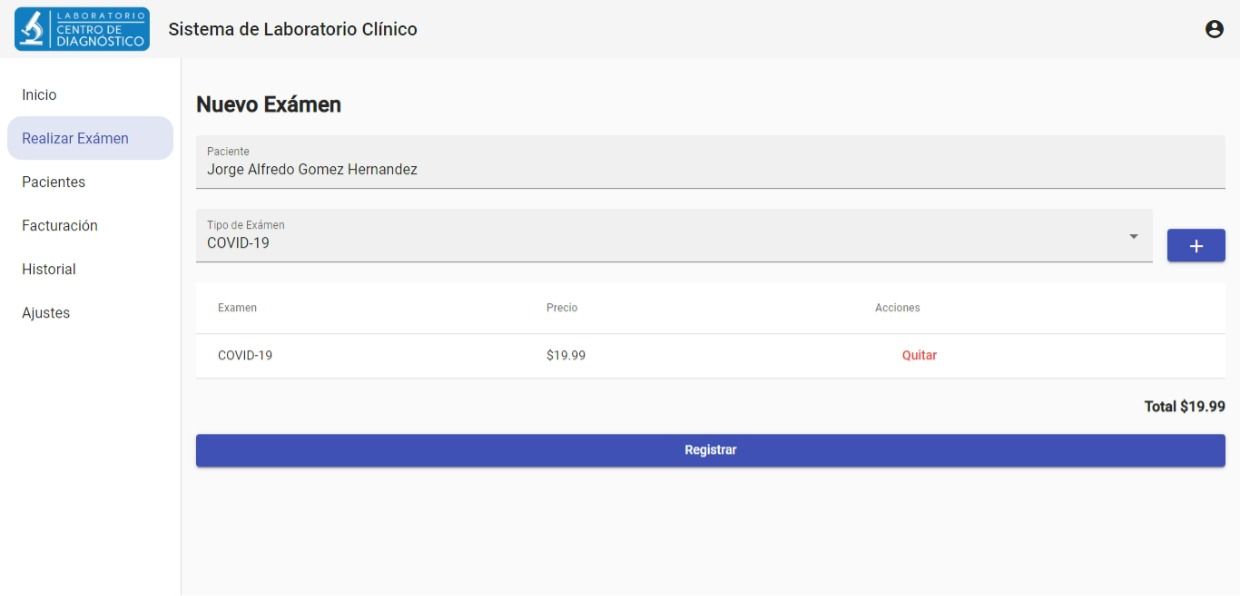 LABORATORIO
CENTRO DE
DIAGNÓSTICO
Sistema de Laboratorio Clínico
Inicio
Realizar Exámen
Pacientes
Facturación
Historial
Ajustes
Nuevo Exámen
Paciente
Jorge Alfredo Gomez Hernandez
Tipo de Exámen
COVID-19
+
Examen Precio Acciones
COVID-19 $19.99 Quitar
Total $19.99
Registrar